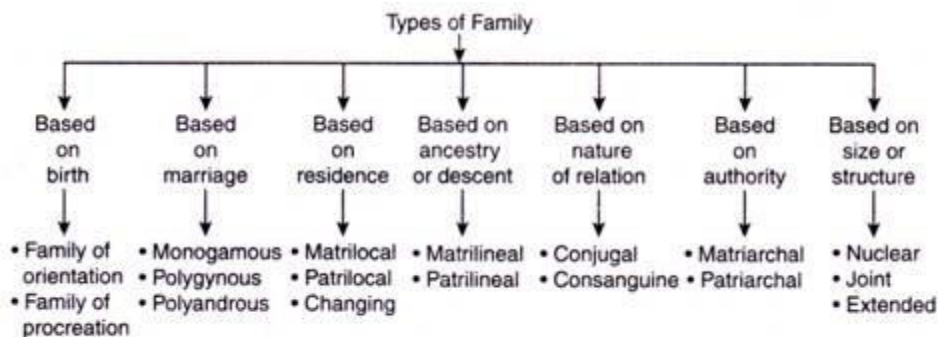 Types of Family
Based
on
birth
Based
on
marriage
Based
on
residence
Based on
ancestry
or descent
Based on
nature
of relation
Based
on
authority
Based on
size or
structure
• Family of
orientation
• Family of
procreation
• Monogamous
• Polygynous
• Polyandrous
• Matrilocal
• Patrilocal
• Changing
• Matrilineal
• Patrilineal
• Conjugal
• Consanguine
• Matriarchal
• Patriarchal
• Nuclear
• Joint
• Extended